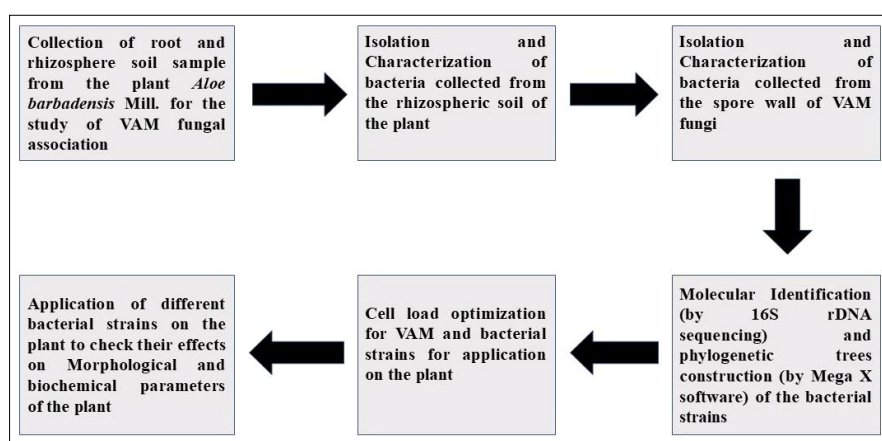 Collection of root and
rhizosphere soil sample
from the plant Aloe
barbadensis Mill. for the
study of VAM fungal
association
Isolation and
Characterization of
bacteria collected from
the rhizospheric soil of
the plant
Isolation and
Characterization of
bacteria collected from
the spore wall of VAM
fungi
Molecular Identification
(by 16S rDNA
sequencing) and
phylogenetic trees
construction (by Mega X
software) of the bacterial
strains
Cell load optimization
for VAM and bacterial
strains for application
on the plant
Application of different
bacterial strains on the
plant to check their effects
on Morphological and
biochemical parameters
of the plant